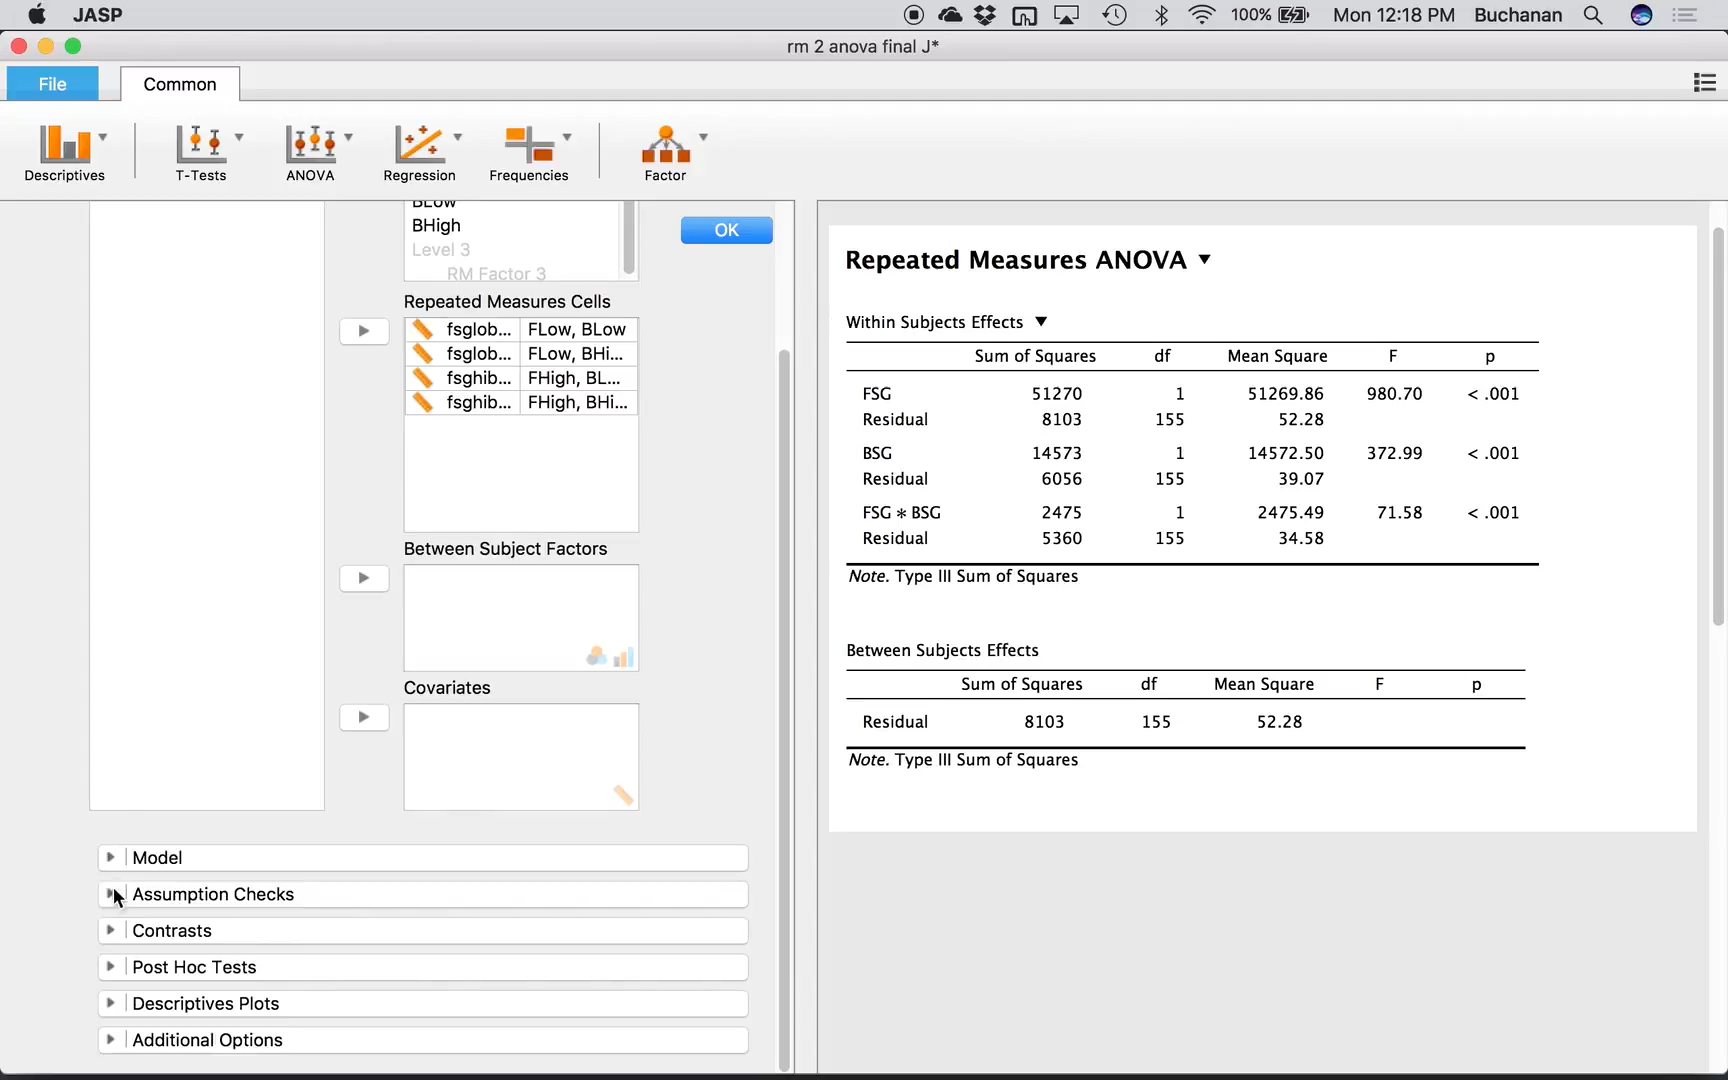 JASP
100%
Mon 12:18 PM
Buchanan
rm 2 anova final J*
File
Common
Descriptives
T-Tests
ANOVA
Regression
Frequencies
Factor
BLow
BHigh
Level 3
RM Factor 3
OK
Repeated Measures Cells
fsglob... FLow, BLow
fsglob... FLow, BHi...
fsghib... FHigh, BL...
fsghib... FHigh, BHi...
Between Subject Factors
Covariates
Model
Assumption Checks
Contrasts
Post Hoc Tests
Descriptives Plots
Additional Options
Repeated Measures ANOVA
Within Subjects Effects
Sum of Squares df Mean Square F p
FSG 51270 1 51269.86 980.70 < .001
Residual 8103 155 52.28
BSG 14573 1 14572.50 372.99 < .001
Residual 6056 155 39.07
FSG * BSG 2475 1 2475.49 71.58 < .001
Residual 5360 155 34.58
Note. Type III Sum of Squares
Between Subjects Effects
Sum of Squares df Mean Square F p
Residual 8103 155 52.28
Note. Type III Sum of Squares